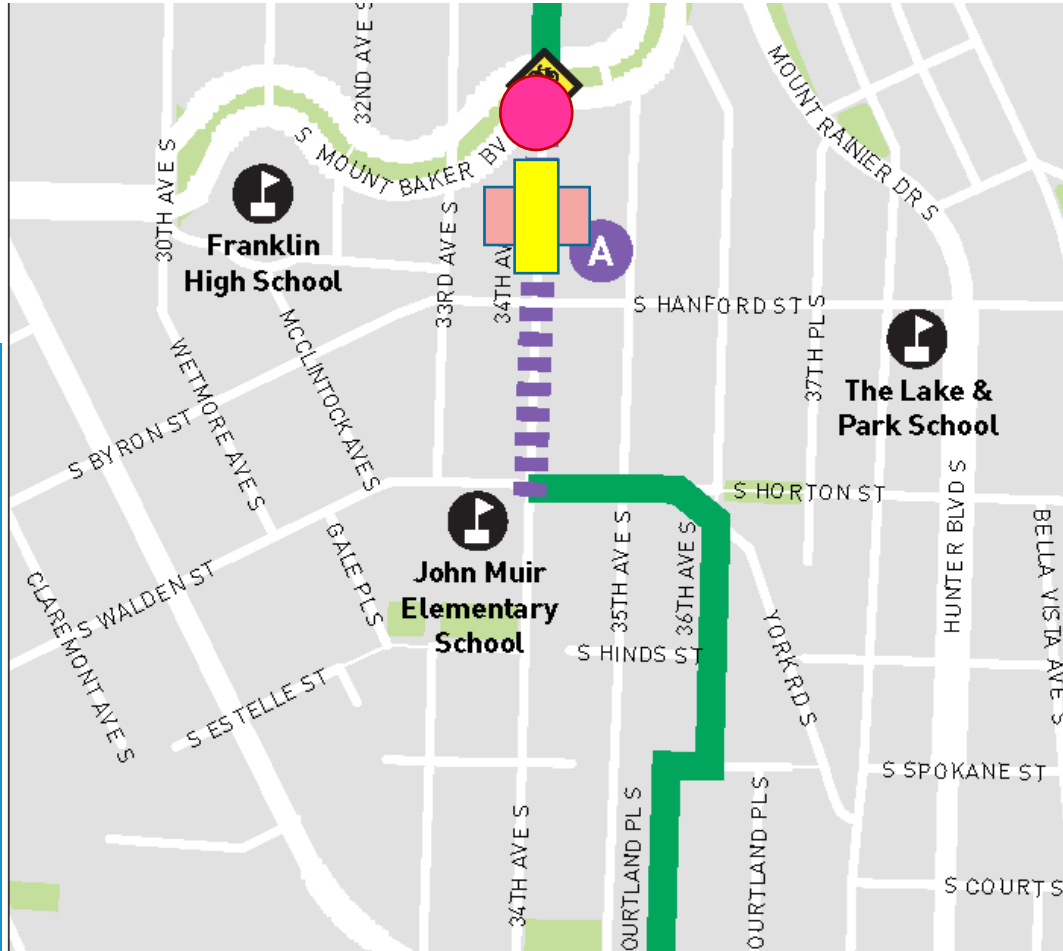 32ND AVE S
MOUNT RAINIER DR S
S MOUNT BAKER BV
30TH AVE S
Franklin
High School
33RD AVE S
34TH AV
A
S HANFORD ST
37TH PL S
The Lake &
Park School
MCCLINTOCK AVE S
WETMORE AVE S
S BYRON ST
S HORTON ST
HUNTER BLVD S
BELLA VISTA AVE S
John Muir
Elementary
School
GALE PL S
35TH AVE S
36TH AVE S
S WALDEN ST
CLAREMONT AVE S
S HINDS ST
YORK RD S
S ESTELLE ST
S SPOKANE ST
34TH AVE S
OURTLAND PL S
OURTLAND PL S
S COURT S